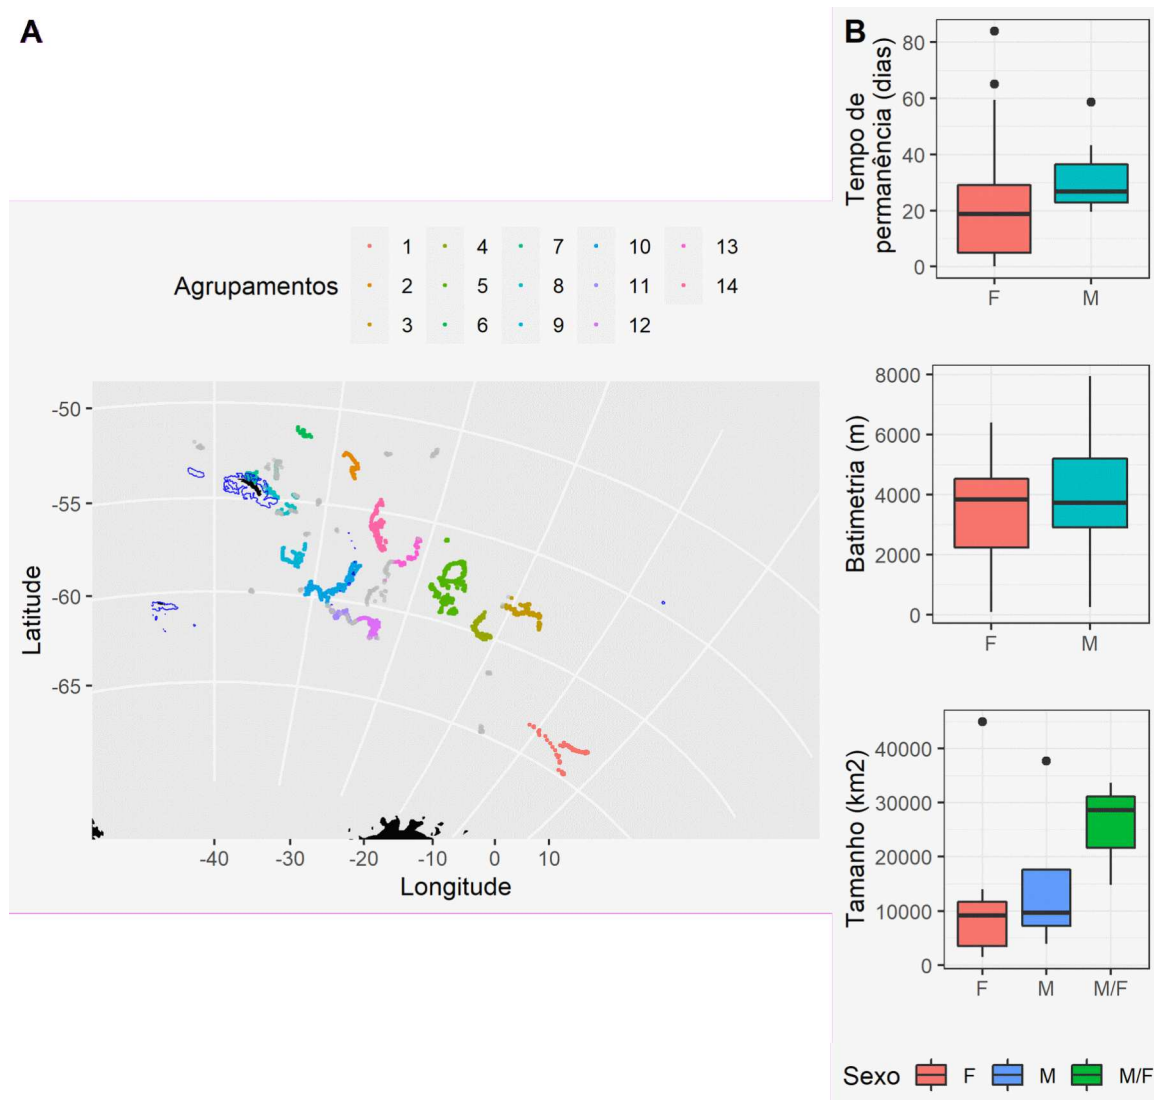 A
Agrupamentos
1 4 7 10 13
2 5 8 11 14
3 6 9 12
Latitude
-50
-55
-60
-65
-40 -30 -20 -10 0 10
Longitude
B
Tempo de
permanência (dias)
80
60
40
20
0
F M
Batimetria (m)
8000
6000
4000
2000
0
F M
Tamanho (km2)
40000
30000
20000
10000
0
F M M/F
Sexo F M M/F